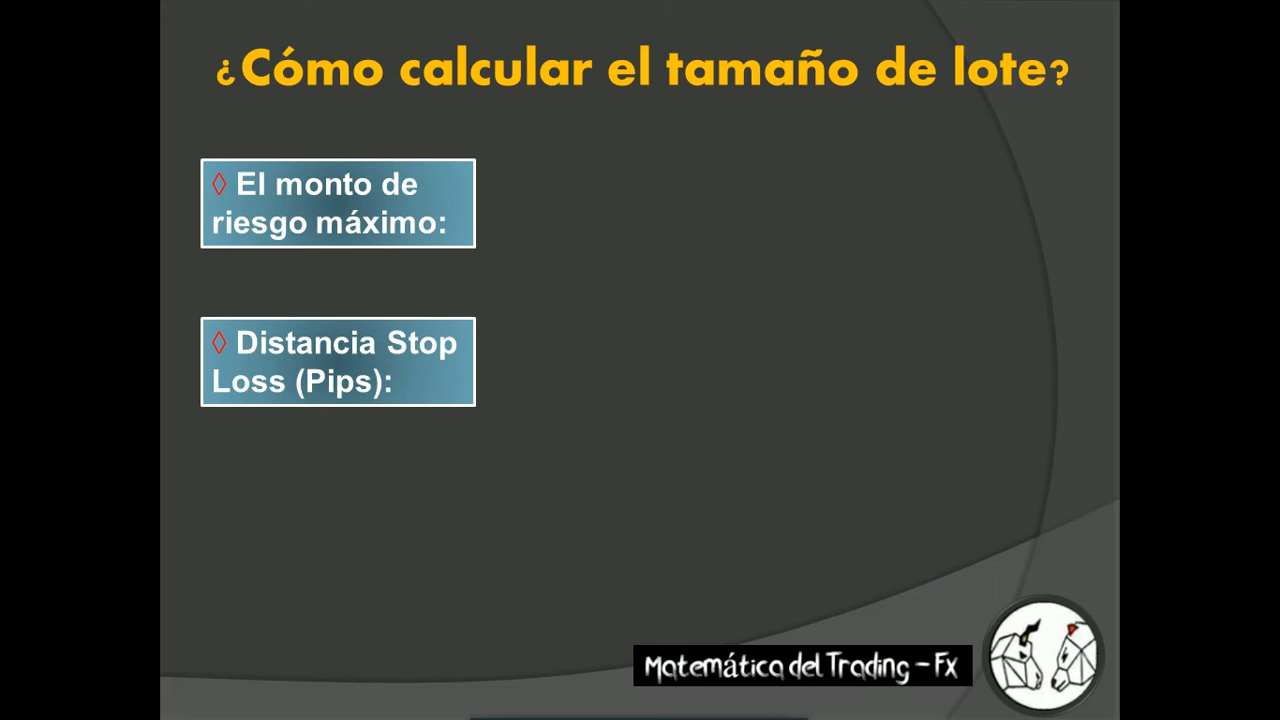 ¿Cómo calcular el tamaño de lote?
◊ El monto de
riesgo máximo:
◊ Distancia Stop
Loss (Pips):
Matemática del Trading – Fx